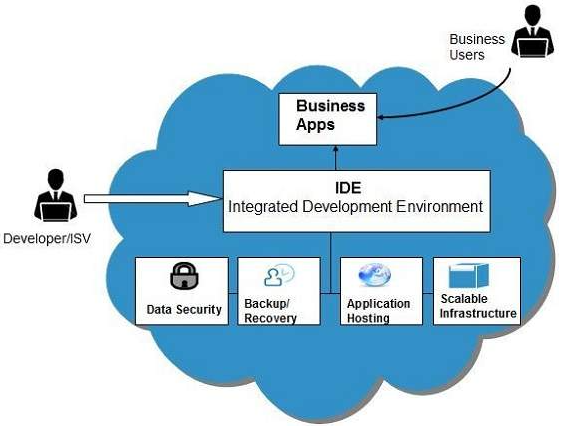 Business
Users
Business
Apps
IDE
Integrated Development Environment
Developer/ISV
Data Security
Backup/
Recovery
Application
Hosting
Scalable
Infrastructure